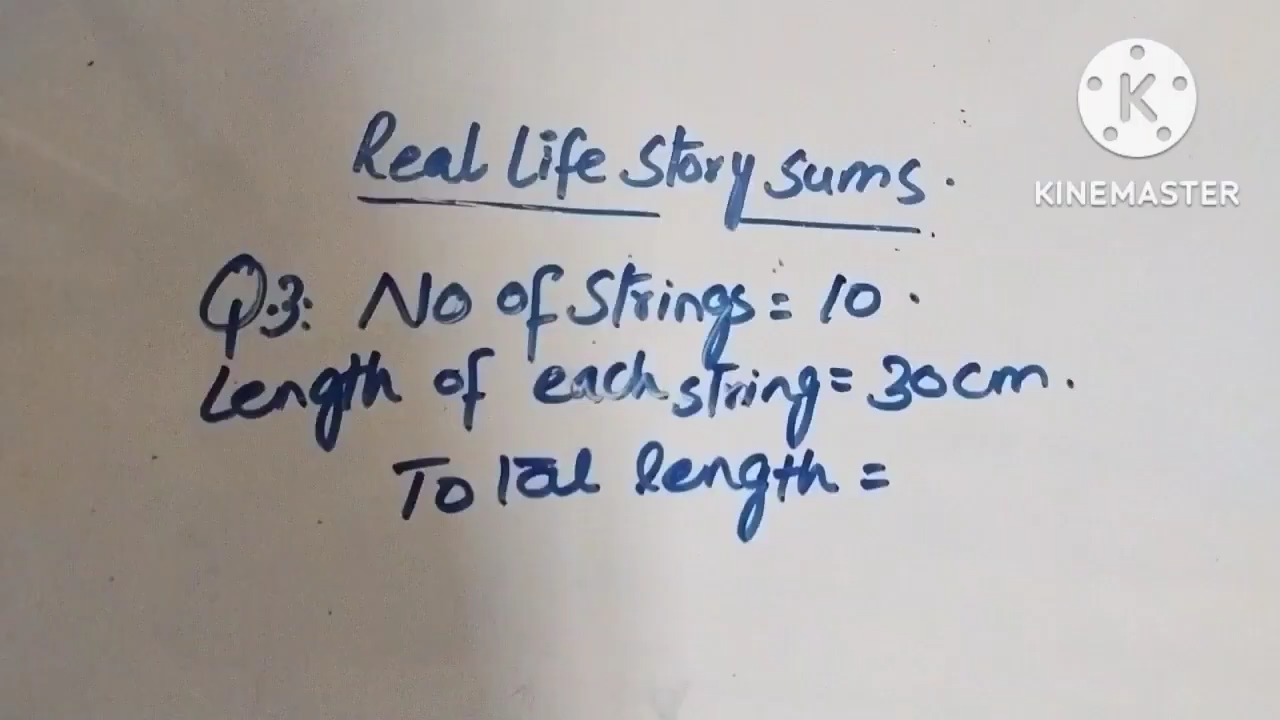 Real Life Story sums.
Q.3: No of Strings = 10.
Length of each string = 30cm.
Total length =
K
KINEMASTER